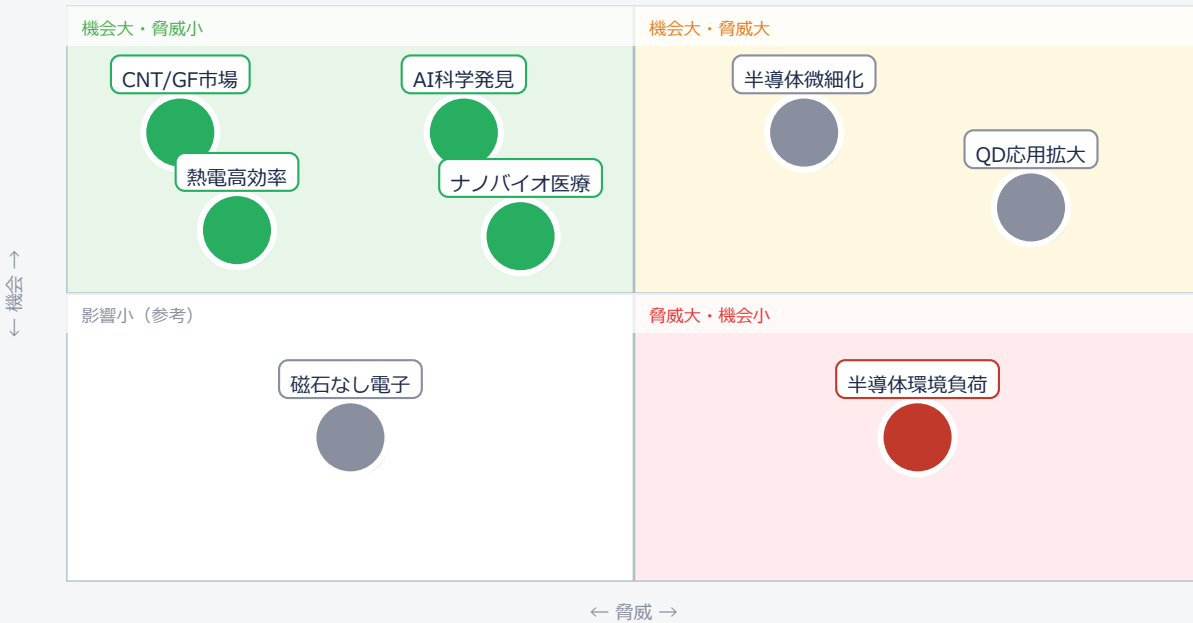 機会大・脅威小
機会大・脅威大
CNT/GF市場
AI科学発見
半導体微細化
QD応用拡大
熱電高効率
ナノバイオ医療
← 機会 →
影響小（参考）
脅威大・機会小
磁石なし電子
半導体環境負荷
← 脅威 →